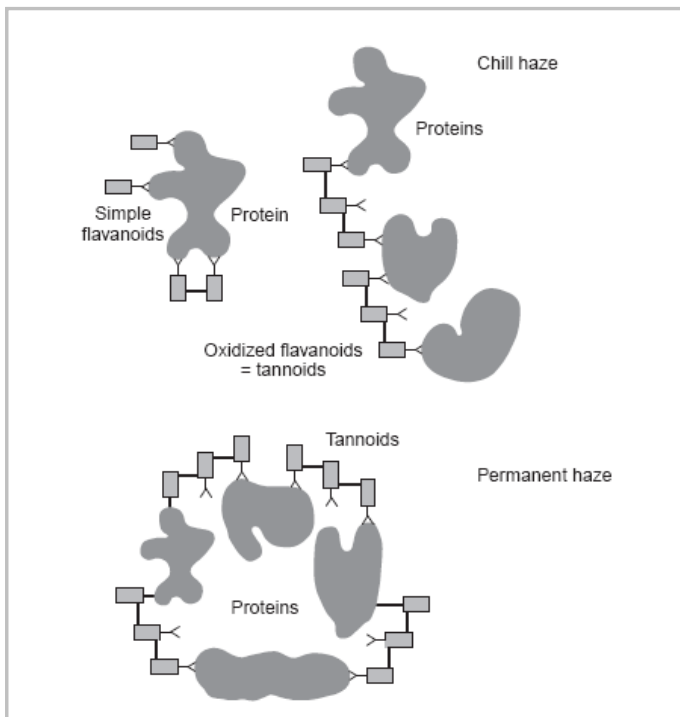 Chill haze
Proteins
Simple
flavanoids
Protein
Oxidized flavanoids
= tannoids
Tannoids
Permanent haze
Proteins